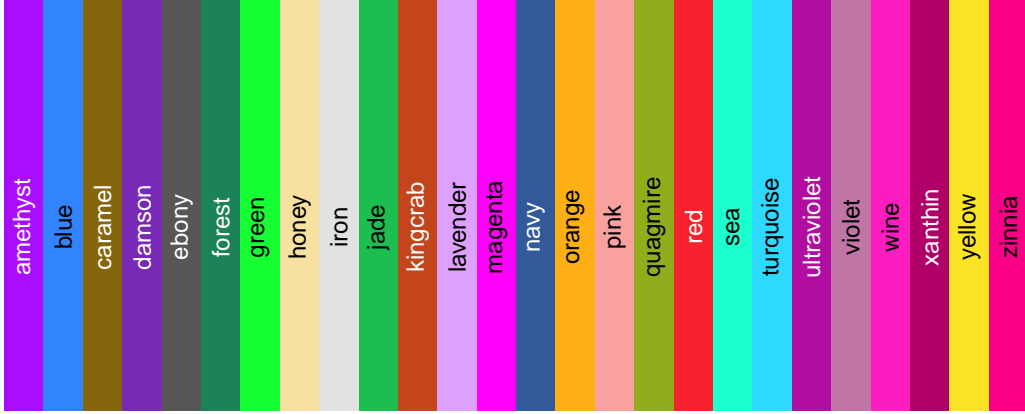 amethyst
blue
caramel
damson
ebony
forest
green
honey
iron
jade
kingcrab
lavender
magenta
navy
orange
pink
quagmire
red
sea
turquoise
ultraviolet
violet
wine
xanthin
yellow
zinnia